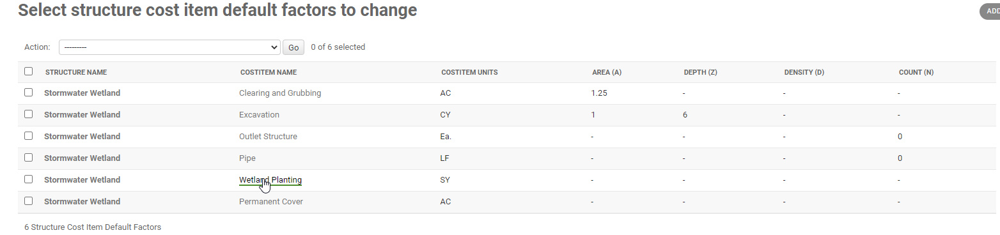 Select structure cost item default factors to change
ADD
Action: --------- Go 0 of 6 selected
STRUCTURE NAME COSTITEM NAME COSTITEM UNITS AREA (A) DEPTH (Z) DENSITY (D) COUNT (N)
Stormwater Wetland Clearing and Grubbing AC 1.25 - - -
Stormwater Wetland Excavation CY 1 6 - -
Stormwater Wetland Outlet Structure Ea. - - - 0
Stormwater Wetland Pipe LF - - - 0
Stormwater Wetland Wetland Planting SY - - - -
Stormwater Wetland Permanent Cover AC - - - -
6 Structure Cost Item Default Factors